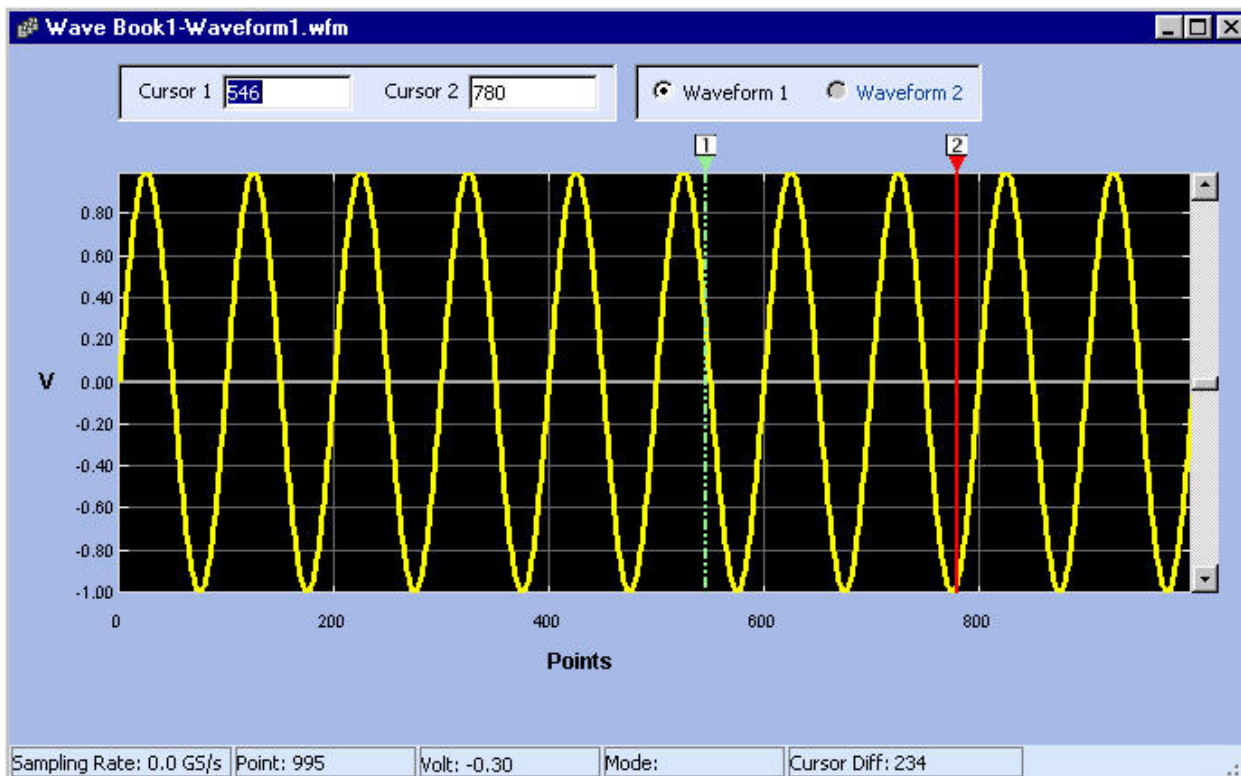 Wave Book1-Waveform1.wfm
Cursor 1 546 Cursor 2 780 Waveform 1 Waveform 2
1 2
0.80
0.60
0.40
0.20
V 0.00
-0.20
-0.40
-0.60
-0.80
-1.00
0 200 400 600 800
Points
Sampling Rate: 0.0 GS/s Point: 995 Volt: -0.30 Mode: Cursor Diff: 234